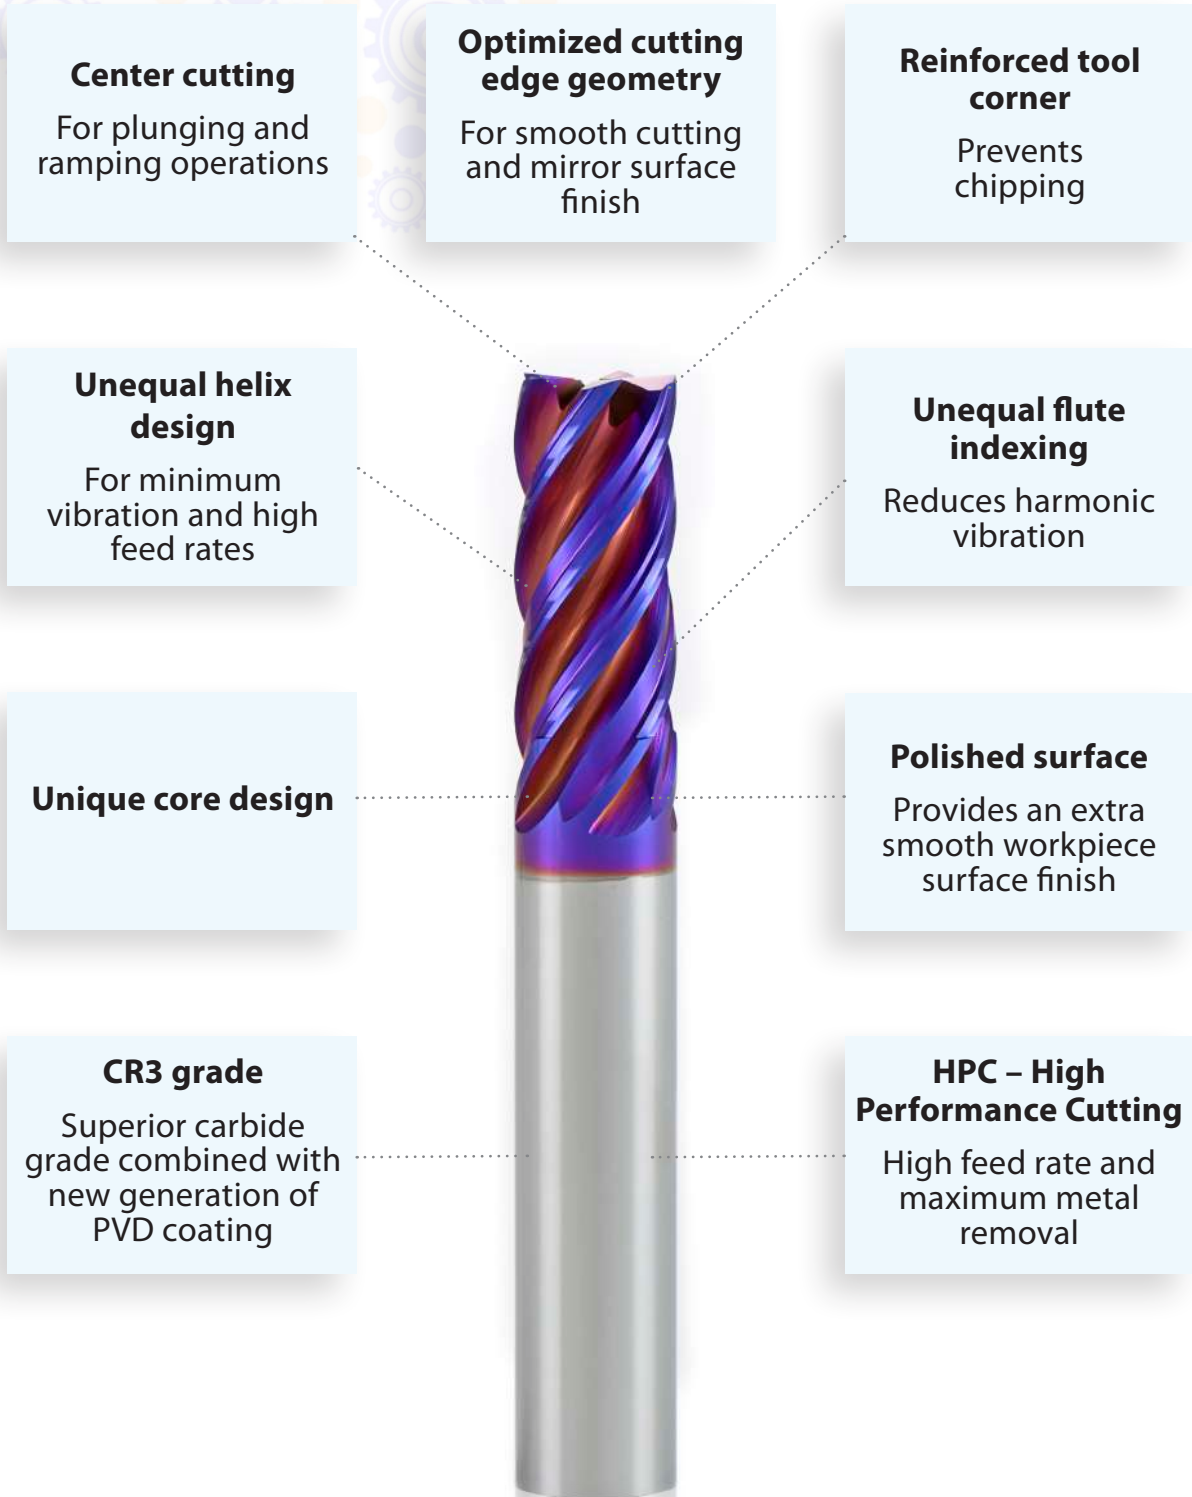 Center cutting
For plunging and
ramping operations
Optimized cutting
edge geometry
For smooth cutting
and mirror surface
finish
Reinforced tool
corner
Prevents
chipping
Unequal helix
design
For minimum
vibration and high
feed rates
Unequal flute
indexing
Reduces harmonic
vibration
Unique core design
Polished surface
Provides an extra
smooth workpiece
surface finish
CR3 grade
Superior carbide
grade combined with
new generation of
PVD coating
HPC – High
Performance Cutting
High feed rate and
maximum metal
removal